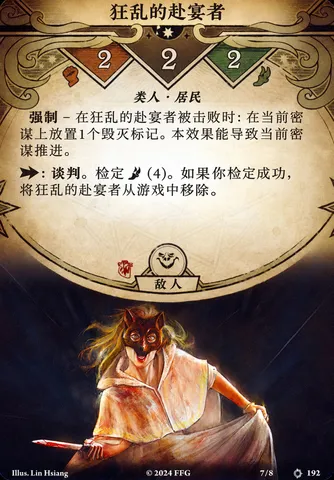 狂乱的赴宴者
2 2 2
类人·居民
强制 – 在狂乱的赴宴者被击败时：在当前密
谋上放置1个毁灭标记。本效果能导致当前密
谋推进。
：谈判。检定 (4)。如果你检定成功，
将狂乱的赴宴者从游戏中移除。
敌人
Illus. Lin Hsiang © 2024 FFG 7/8 192